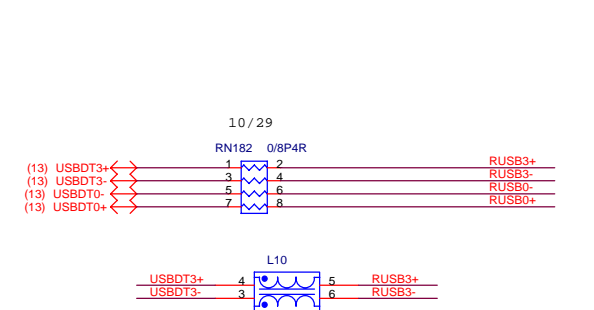 10/29
RN182 0/8P4R
(13) USBDT3+ 1 2 RUSB3+
(13) USBDT3- 3 4 RUSB3-
(13) USBDT0- 5 6 RUSB0-
(13) USBDT0+ 7 8 RUSB0+
L10
USBDT3+ 4 5 RUSB3+
USBDT3- 3 6 RUSB3-